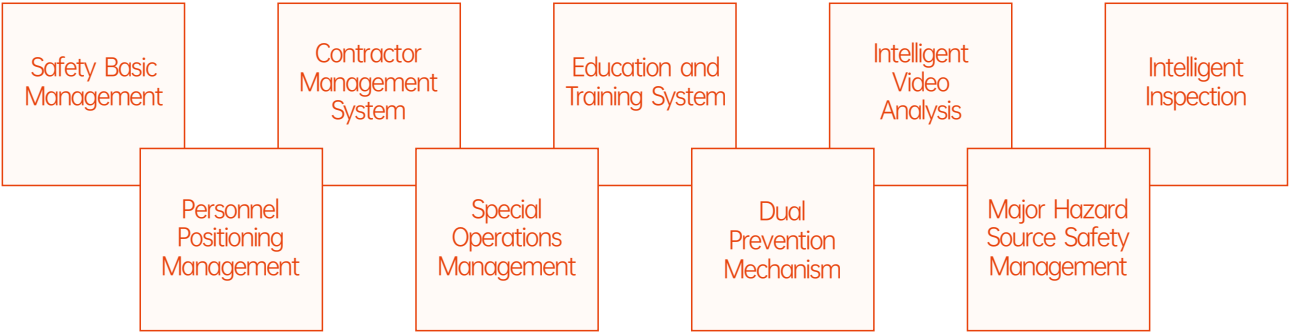 Safety Basic
Management
Contractor
Management
System
Education and
Training System
Intelligent
Video
Analysis
Intelligent
Inspection
Personnel
Positioning
Management
Special
Operations
Management
Dual
Prevention
Mechanism
Major Hazard
Source Safety
Management